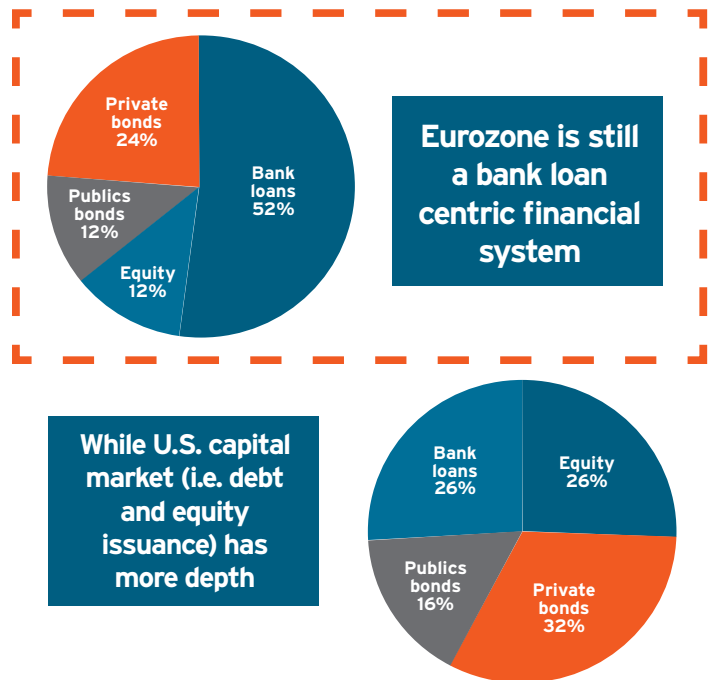 Private
bonds
24%
Bank
loans
52%
Publics
bonds
12%
Equity
12%
Eurozone is still
a bank loan
centric financial
system
While U.S. capital
market (i.e. debt
and equity
issuance) has
more depth
Bank
loans
26%
Equity
26%
Publics
bonds
16%
Private
bonds
32%